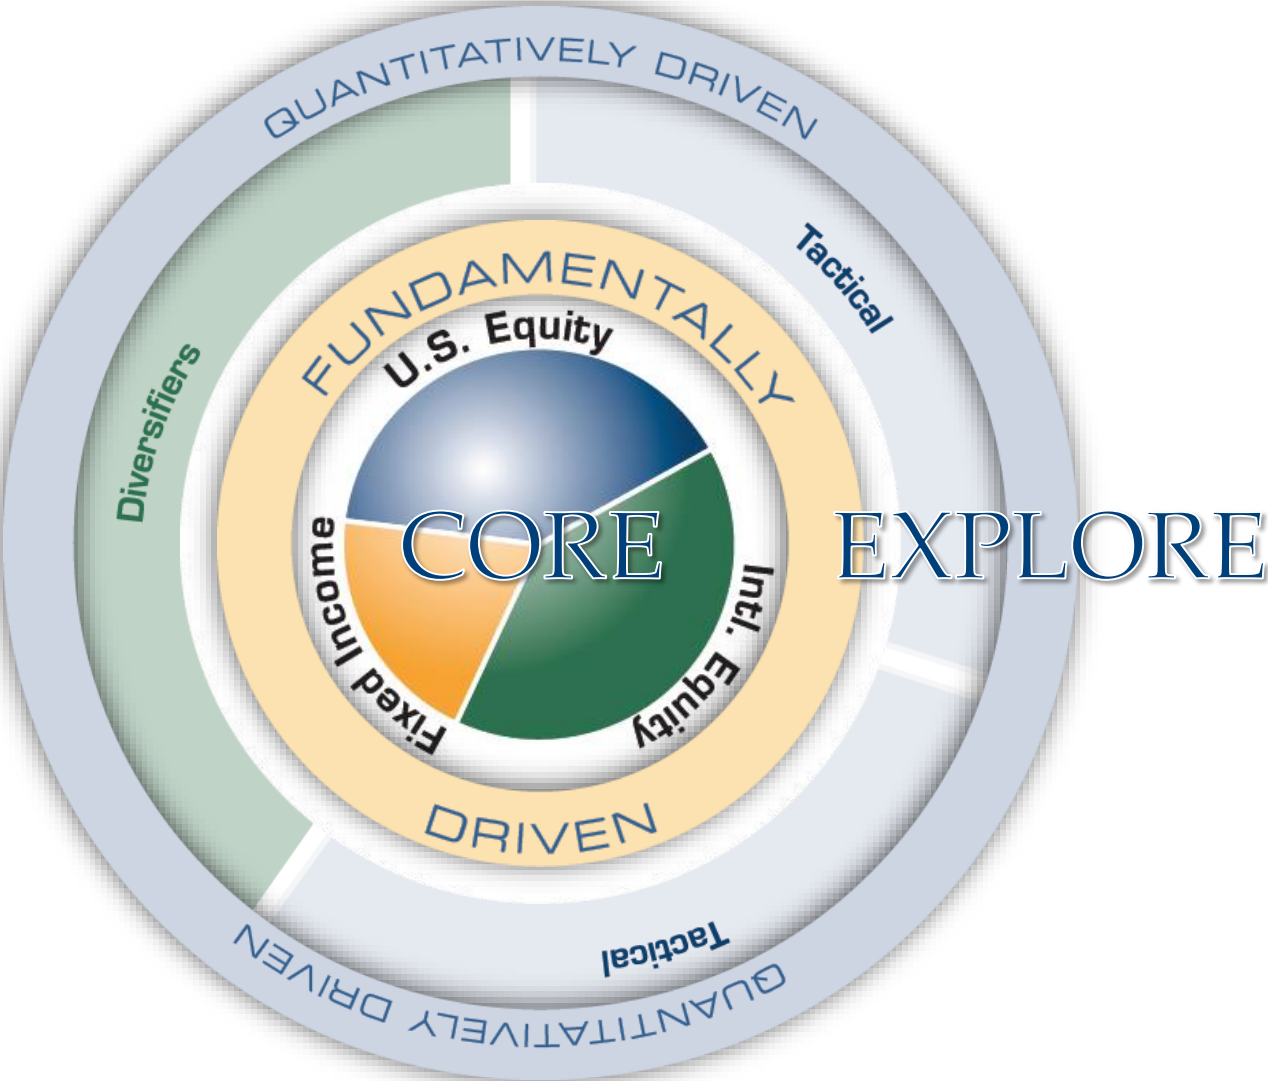 QUANTITATIVELY DRIVEN
Tactical
Diversifiers
FUNDAMENTALLY
U.S. Equity
CORE
EXPLORE
Fixed Income
Intl. Equity
DRIVEN
Tactical
QUANTITATIVELY DRIVEN